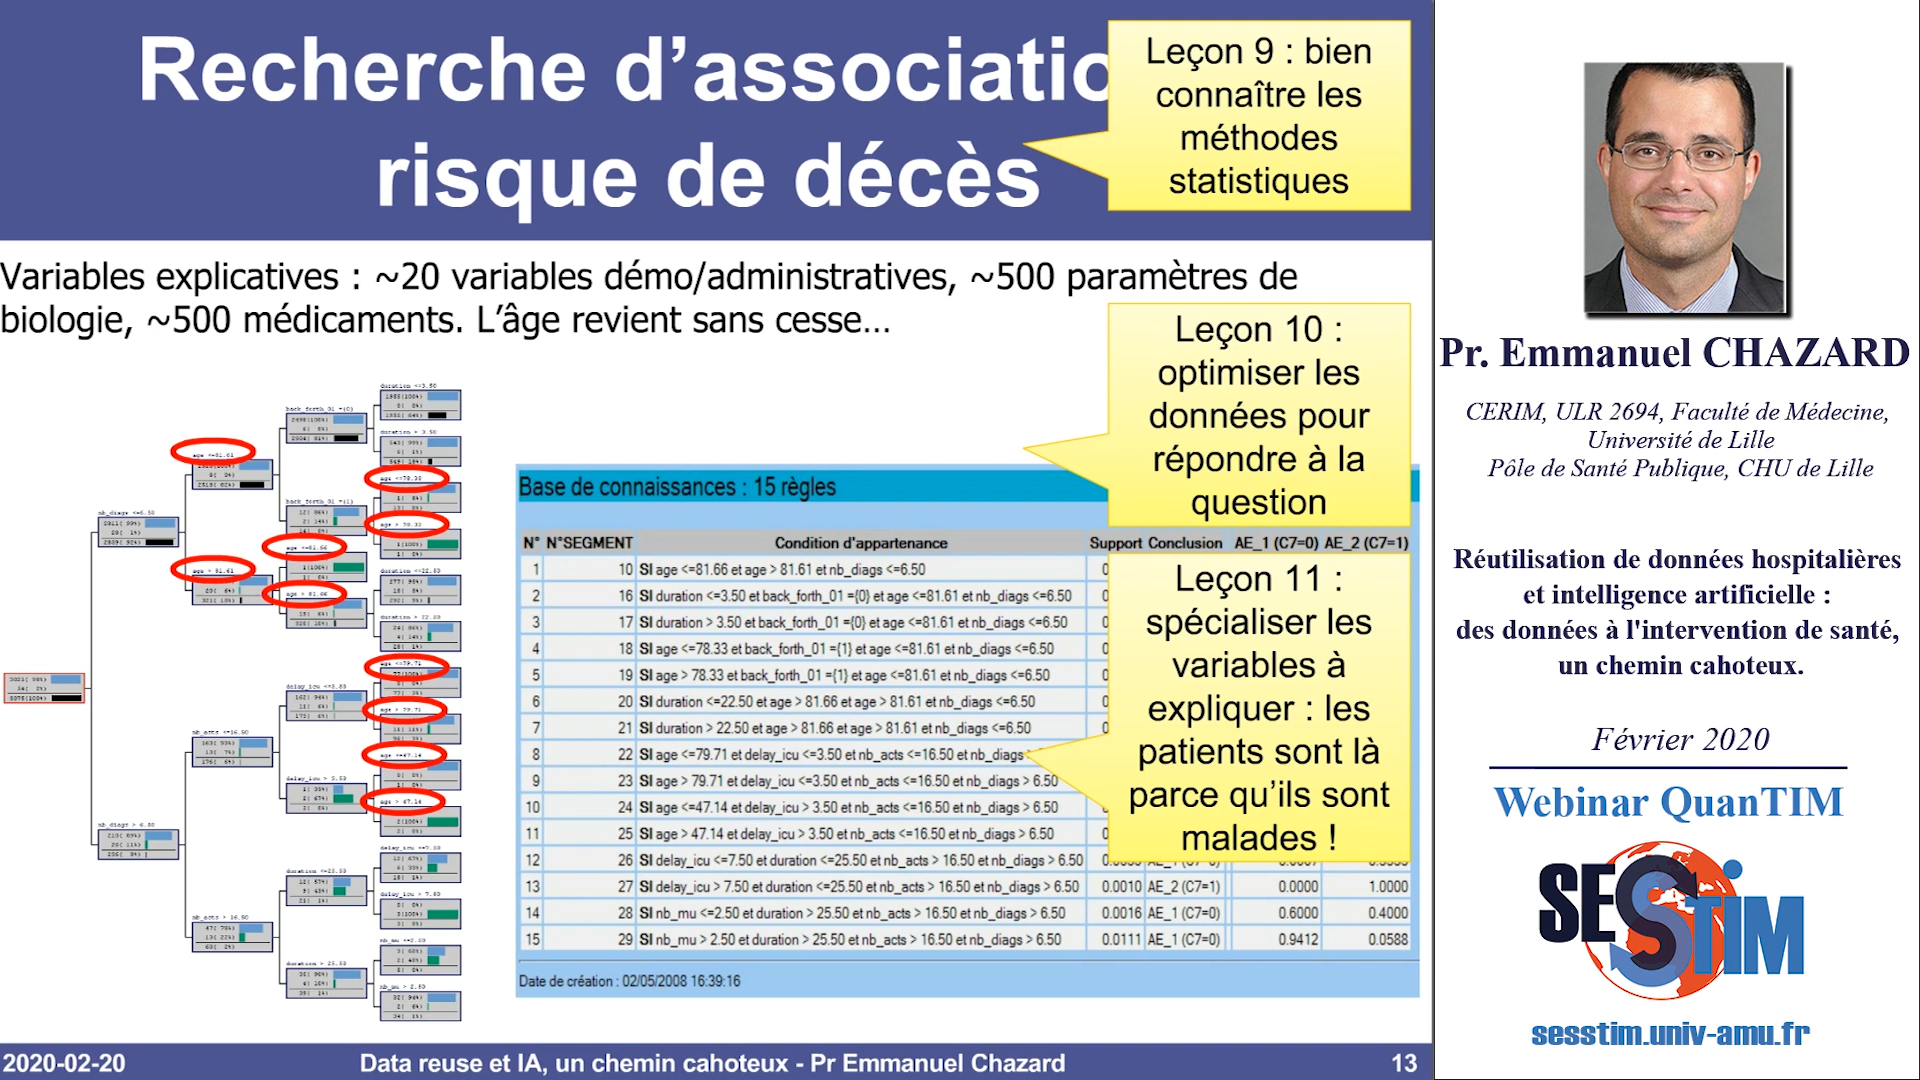 Recherche d'associatio
risque de décès
Leçon 9 : bien
connaître les
méthodes
statistiques
Variables explicatives : ~20 variables démo/administratives, ~500 paramètres de
biologie, ~500 médicaments. L'âge revient sans cesse...
Leçon 10 :
optimiser les
données pour
répondre à la
question
Leçon 11 :
spécialiser les
variables à
expliquer : les
patients sont là
parce qu'ils sont
malades !
Base de connaissances : 15 règles
N° N°SEGMENT Condition d'appartenance Support Conclusion AE_1 (C7=0) AE_2 (C7=1)
1 10 SI age <=81.66 et age > 81.61 et nb_diags <=6.50
2 16 SI duration <=3.50 et back_forth_01 ={0} et age <=81.61 et nb_diags <=6.50
3 17 SI duration > 3.50 et back_forth_01 ={0} et age <=81.61 et nb_diags <=6.50
4 18 SI age <=78.33 et back_forth_01 ={1} et age <=81.61 et nb_diags <=6.50
5 19 SI age > 78.33 et back_forth_01 ={1} et age <=81.61 et nb_diags <=6.50
6 20 SI duration <=22.50 et age > 81.66 et age > 81.61 et nb_diags <=6.50
7 21 SI duration > 22.50 et age > 81.66 et age > 81.61 et nb_diags <=6.50
8 22 SI age <=79.71 et delay_icu <=3.50 et nb_acts <=16.50 et nb_diags
9 23 SI age > 79.71 et delay_icu <=3.50 et nb_acts <=16.50 et nb_diags > 6.50
10 24 SI age <=47.14 et delay_icu > 3.50 et nb_acts <=16.50 et nb_diags > 6.50
11 25 SI age > 47.14 et delay_icu > 3.50 et nb_acts <=16.50 et nb_diags > 6.50
12 26 SI delay_icu <=7.50 et duration <=25.50 et nb_acts > 16.50 et nb_diags > 6.50
13 27 SI delay_icu > 7.50 et duration <=25.50 et nb_acts > 16.50 et nb_diags > 6.50 0.0010 AE_2 (C7=1) 0.0000 1.0000
14 28 SI nb_mu <=2.50 et duration > 25.50 et nb_acts > 16.50 et nb_diags > 6.50 0.0016 AE_1 (C7=0) 0.6000 0.4000
15 29 SI nb_mu > 2.50 et duration > 25.50 et nb_acts > 16.50 et nb_diags > 6.50 0.0111 AE_1 (C7=0) 0.9412 0.0588
Date de création : 02/05/2008 16:39:16
2020-02-20 Data reuse et IA, un chemin cahoteux - Pr Emmanuel Chazard 13
Pr. Emmanuel CHAZARD
CERIM, ULR 2694, Faculté de Médecine,
Université de Lille
Pôle de Santé Publique, CHU de Lille
Réutilisation de données hospitalières
et intelligence artificielle :
des données à l'intervention de santé,
un chemin cahoteux.
Février 2020
Webinar QuanTIM
SESSTIM
sesstim.univ-amu.fr